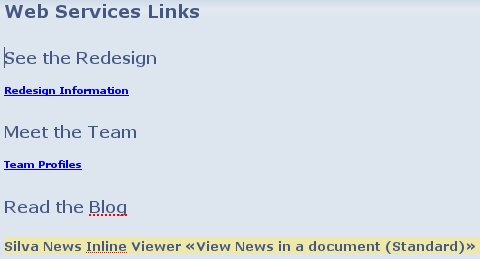 Web Services Links
See the Redesign
Redesign Information
Meet the Team
Team Profiles
Read the Blog
Silva News Inline Viewer «View News in a document (Standard)»